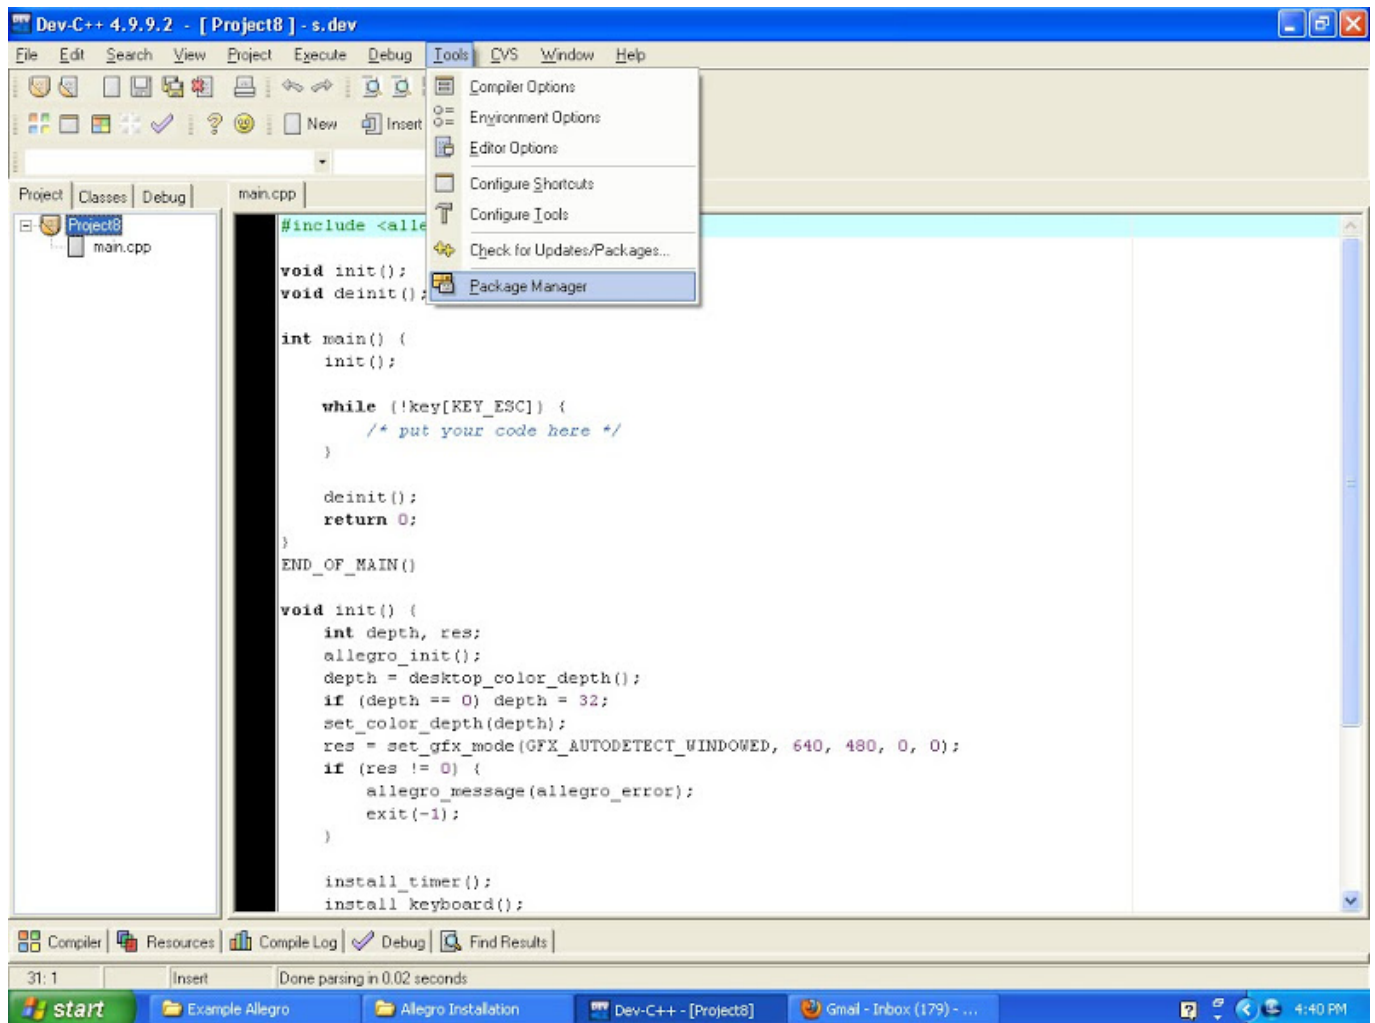 Dev-C++ 4.9.9.2 - [ Project8 ] - s.dev
File Edit Search View Project Execute Debug Tools CVS Window Help
Compiler Options
Environment Options
Editor Options
Configure Shortcuts
Configure Tools
Check for Updates/Packages...
Package Manager
New Insert
Project Classes Debug
main.cpp
Project8
main.cpp
#include <alle
void init();
void deinit();
int main() {
init();
while (!key[KEY_ESC]) {
/* put your code here */
}
deinit();
return 0;
}
END_OF_MAIN()
void init() {
int depth, res;
allegro_init();
depth = desktop_color_depth();
if (depth == 0) depth = 32;
set_color_depth(depth);
res = set_gfx_mode(GFX_AUTODETECT_WINDOWED, 640, 480, 0, 0);
if (res != 0) {
allegro_message(allegro_error);
exit(-1);
}
install_timer();
install_keyboard();
Compiler Resources Compile Log Debug Find Results
31: 1 Insert Done parsing in 0.02 seconds
start Example Allegro Allegro Installation Dev-C++ - [Project8] Gmail - Inbox (179) - ... 4:40 PM